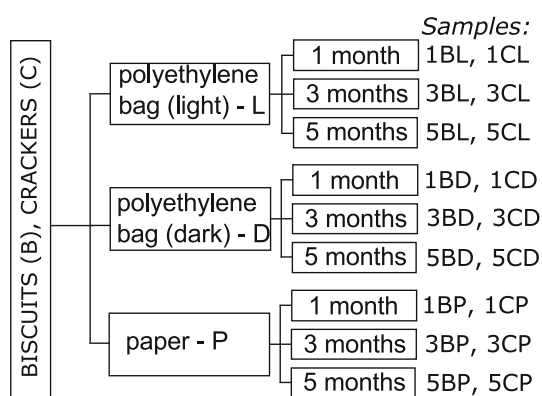 Samples:
BISCUITS (B), CRACKERS (C)
polyethylene
bag (light) - L
1 month 1BL, 1CL
3 months 3BL, 3CL
5 months 5BL, 5CL
polyethylene
bag (dark) - D
1 month 1BD, 1CD
3 months 3BD, 3CD
5 months 5BD, 5CD
paper - P
1 month 1BP, 1CP
3 months 3BP, 3CP
5 months 5BP, 5CP